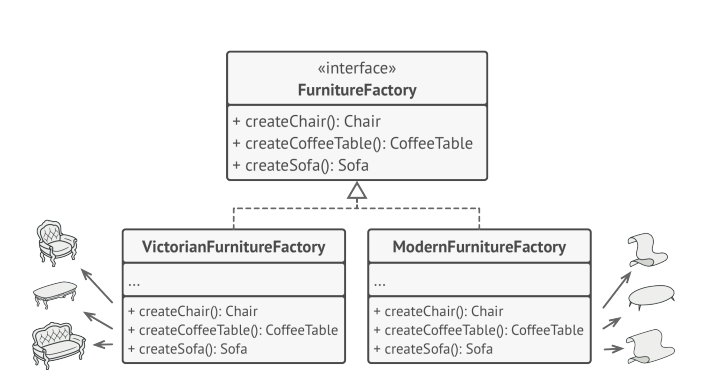 «interface»
FurnitureFactory
+ createChair(): Chair
+ createCoffeeTable(): CoffeeTable
+ createSofa(): Sofa
VictorianFurnitureFactory
...
+ createChair(): Chair
+ createCoffeeTable(): CoffeeTable
+ createSofa(): Sofa
ModernFurnitureFactory
...
+ createChair(): Chair
+ createCoffeeTable(): CoffeeTable
+ createSofa(): Sofa